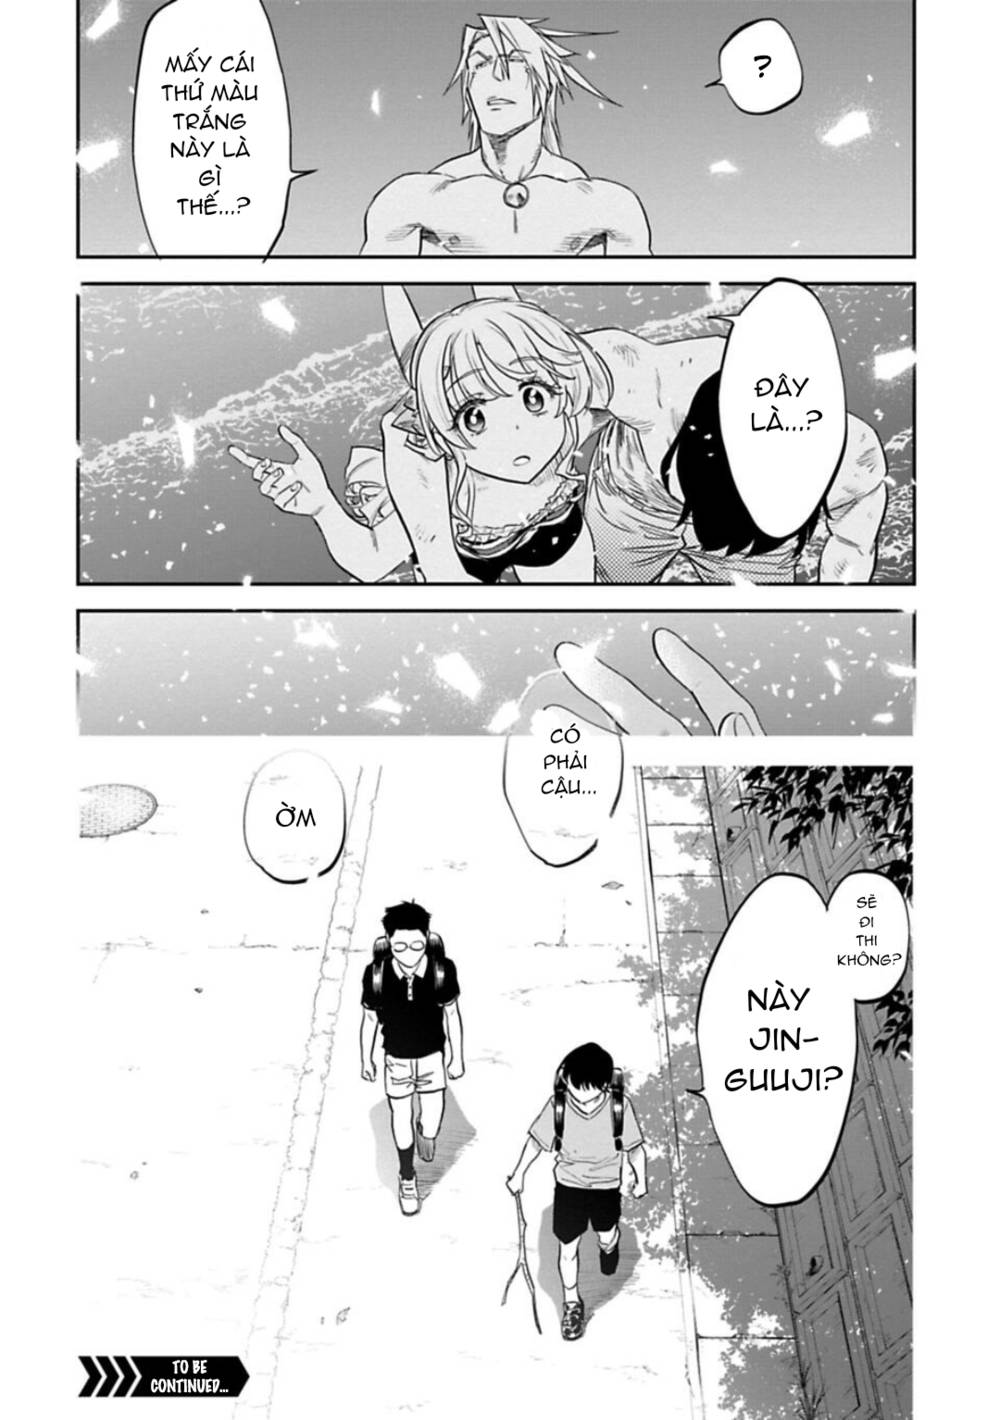 ?
MẤY CÁI
THỨ MÀU
TRẮNG
NÀY LÀ
GÌ
THẾ...?
ĐÂY
LÀ...?
CÓ
PHẢI
CẬU...
ỜM
SẼ
ĐI
THI
KHÔNG?
NÀY
JIN-
GUUJI?
TO BE
CONTINUED...